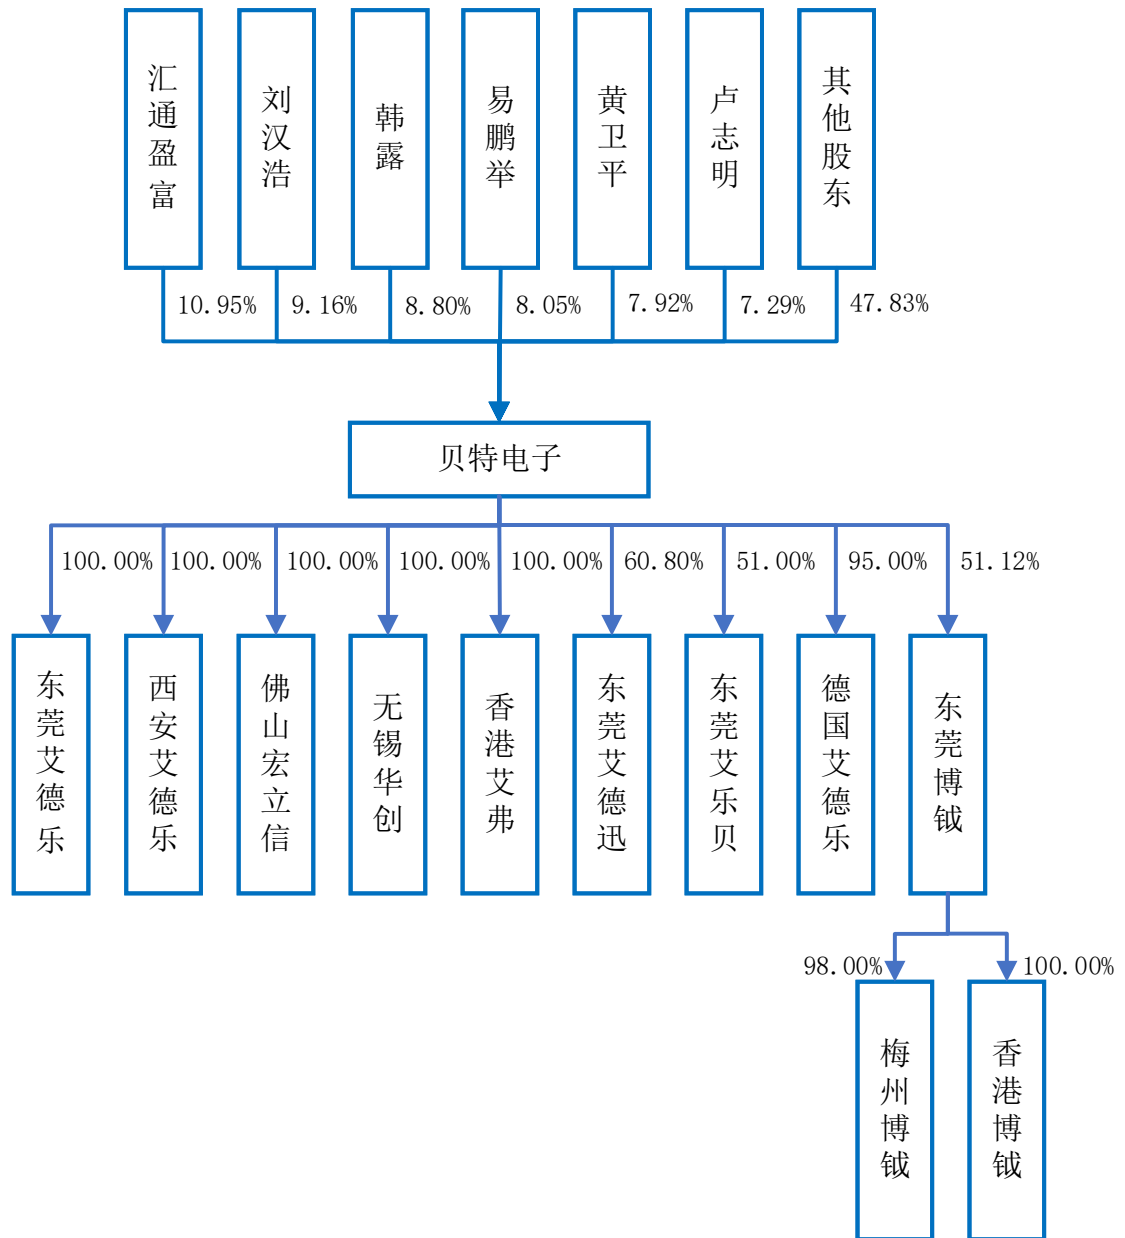 汇通盈富
刘汉浩
韩露
易鹏举
黄卫平
卢志明
其他股东
10.95%
9.16%
8.80%
8.05%
7.92%
7.29%
47.83%
贝特电子
100.00%
100.00%
100.00%
100.00%
100.00%
60.80%
51.00%
95.00%
51.12%
东莞艾德乐
西安艾德乐
佛山宏立信
无锡华创
香港艾弗
东莞艾德迅
东莞艾乐贝
德国艾德乐
东莞博钺
98.00%
100.00%
梅州博钺
香港博钺